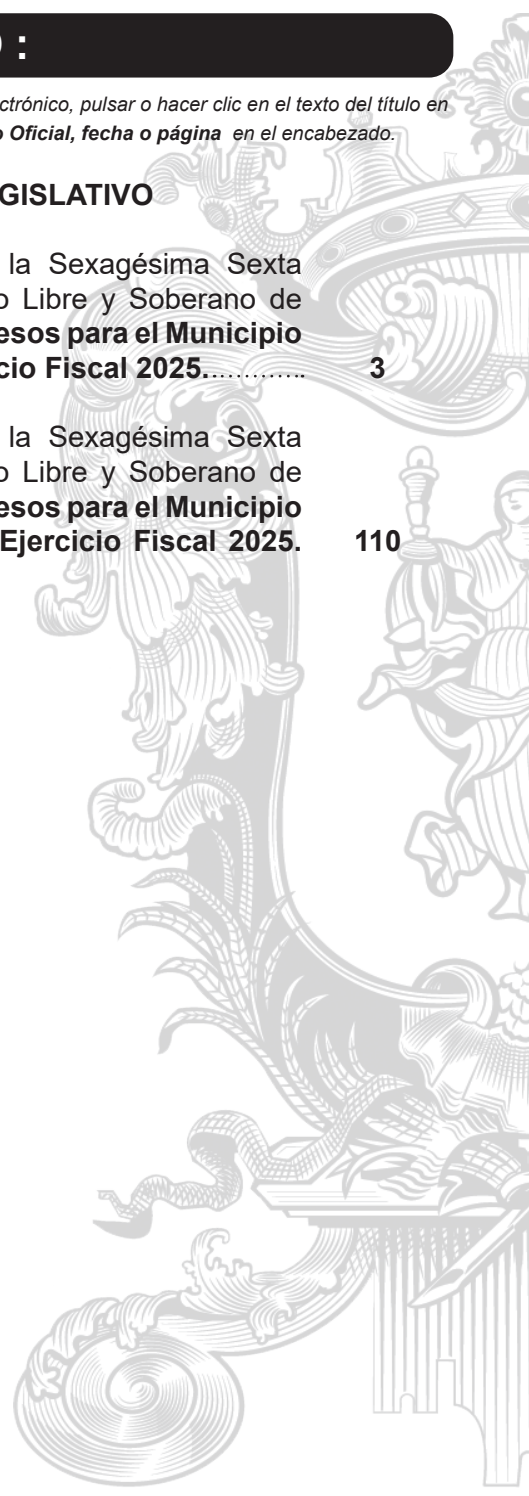 :
ctrónico, pulsar o hacer clic en el texto del título en
o Oficial, fecha o página en el encabezado.
GISLATIVO
la Sexagésima Sexta
o Libre y Soberano de
esos para el Municipio
cio Fiscal 2025............. 3
la Sexagésima Sexta
o Libre y Soberano de
esos para el Municipio
Ejercicio Fiscal 2025. 110